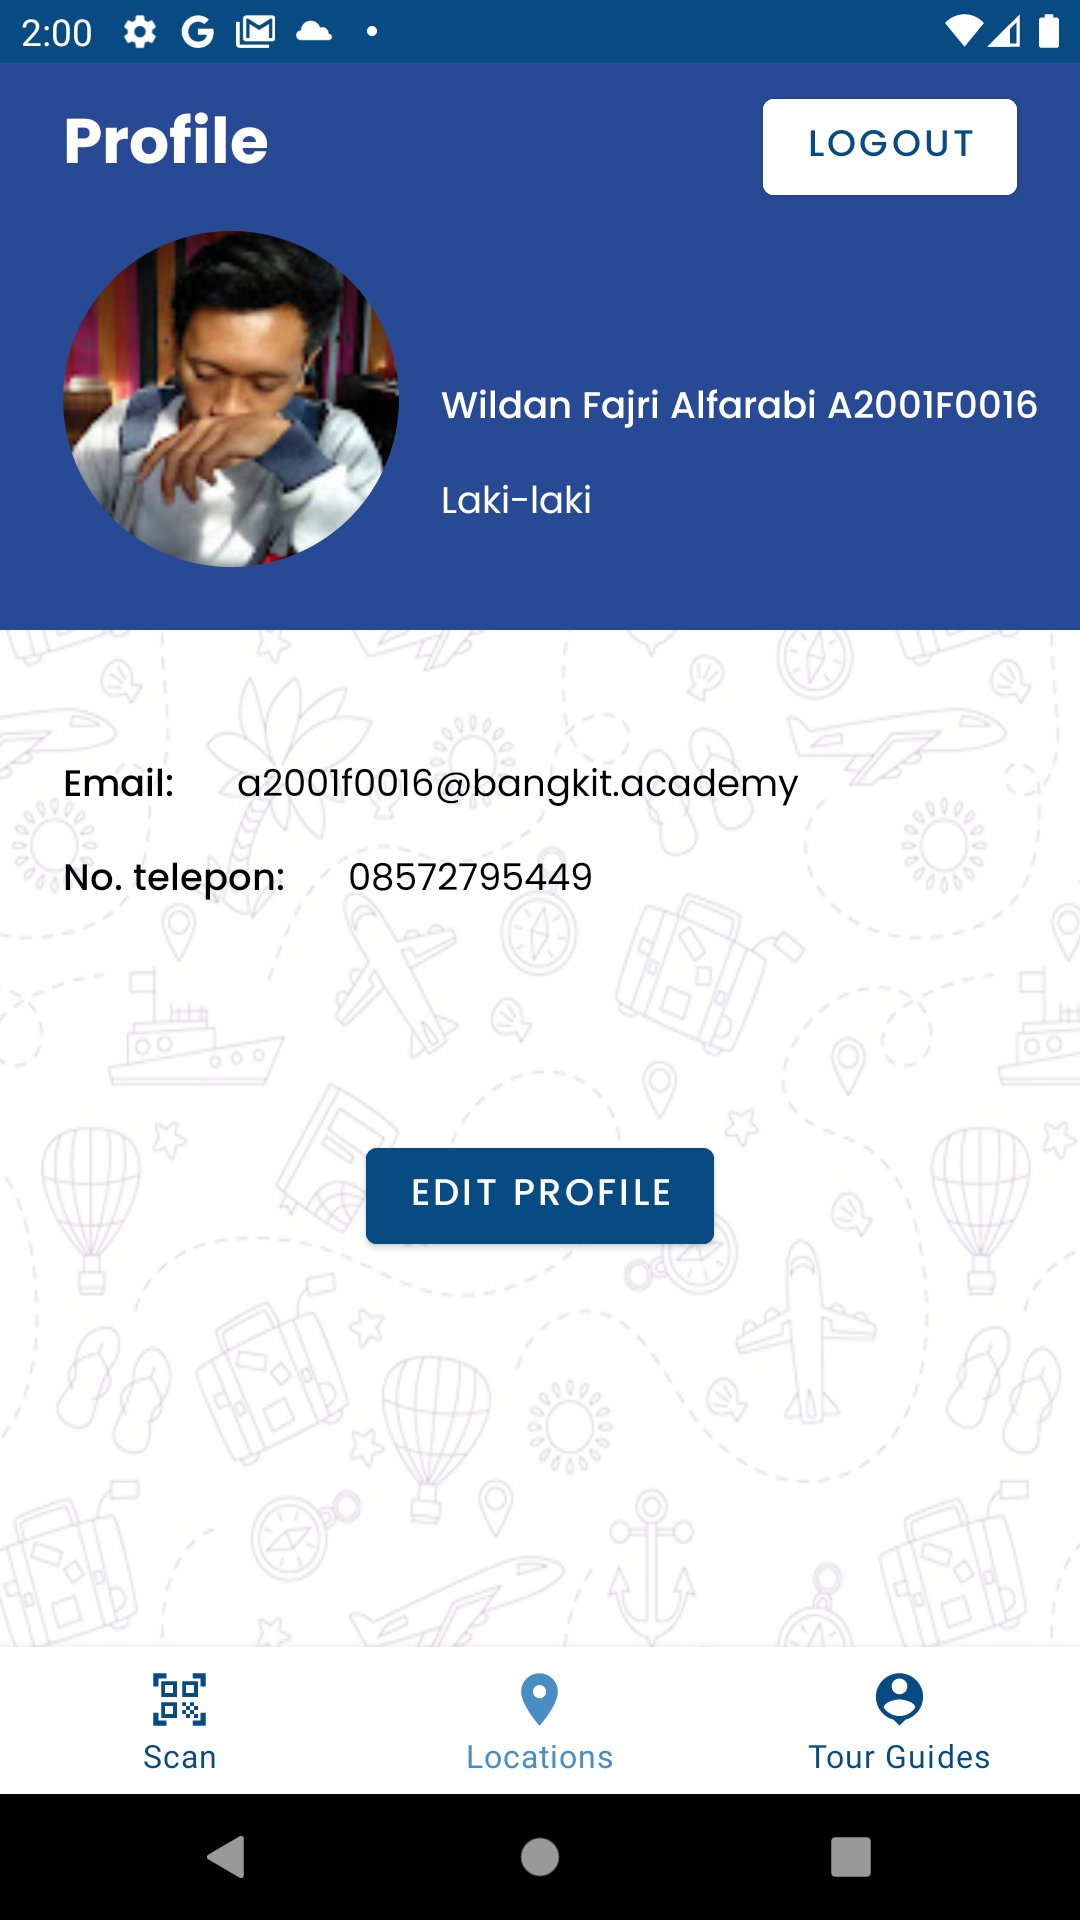 2:00
Profile
LOGOUT
Wildan Fajri Alfarabi A2001F0016
Laki-laki
Email: a2001f0016@bangkit.academy
No. telepon: 08572795449
EDIT PROFILE
Scan
Locations
Tour Guides